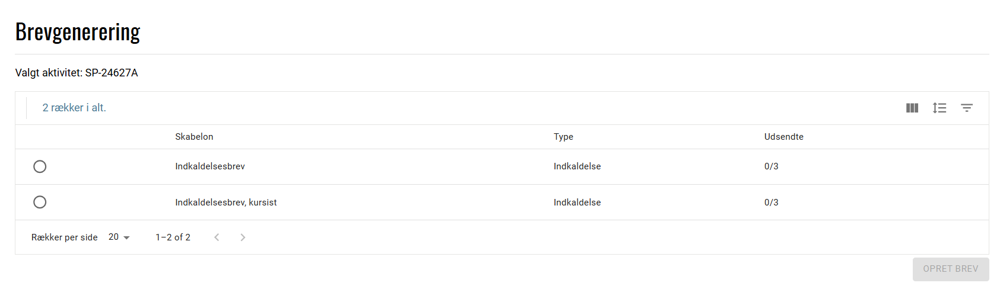 Brevgenerering
Valgt aktivitet: SP-24627A
2 rækker i alt.
Skabelon Type Udsendte
Indkaldelsesbrev Indkaldelse 0/3
Indkaldelsesbrev, kursist Indkaldelse 0/3
Rækker per side 20 1–2 of 2
OPRET BREV